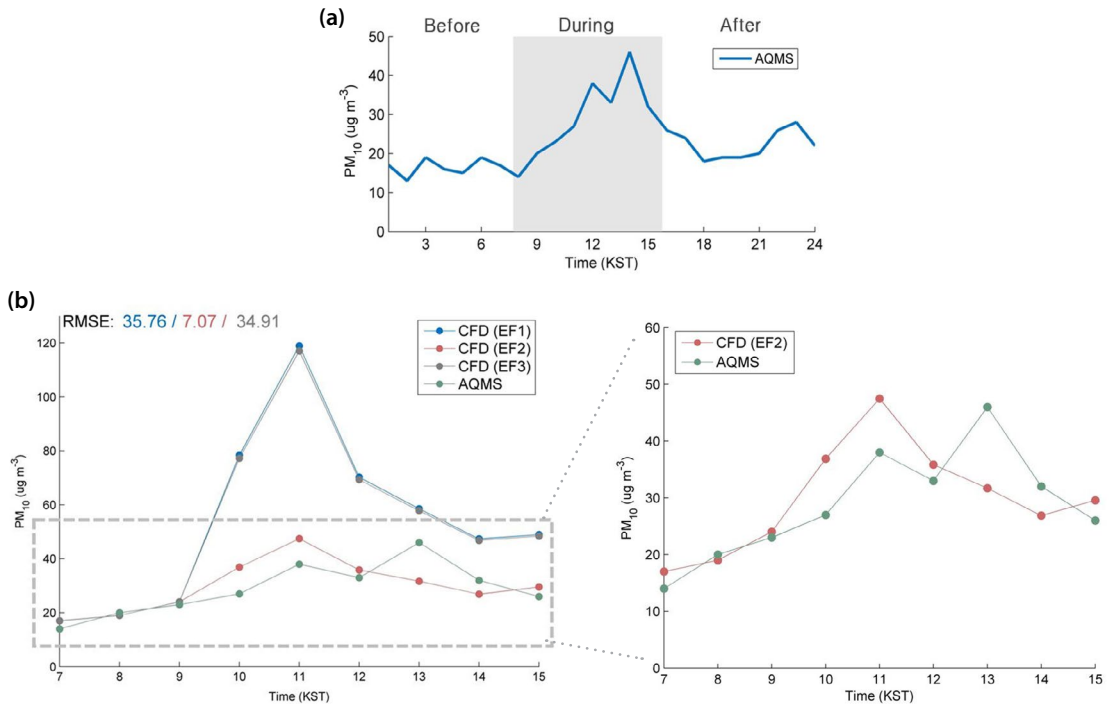 (a)
Before During After
50
40
30
20
10
0
PM10 (ug m-3)
AQMS
3 6 9 12 15 18 21 24
Time (KST)
(b)
RMSE: 35.76 / 7.07 / 34.91
CFD (EF1)
CFD (EF2)
CFD (EF3)
AQMS
120
100
80
60
40
20
0
PM10 (ug m-3)
7 8 9 10 11 12 13 14 15
Time (KST)
CFD (EF2)
AQMS
60
50
40
30
20
10
0
PM10 (ug m-3)
7 8 9 10 11 12 13 14 15
Time (KST)